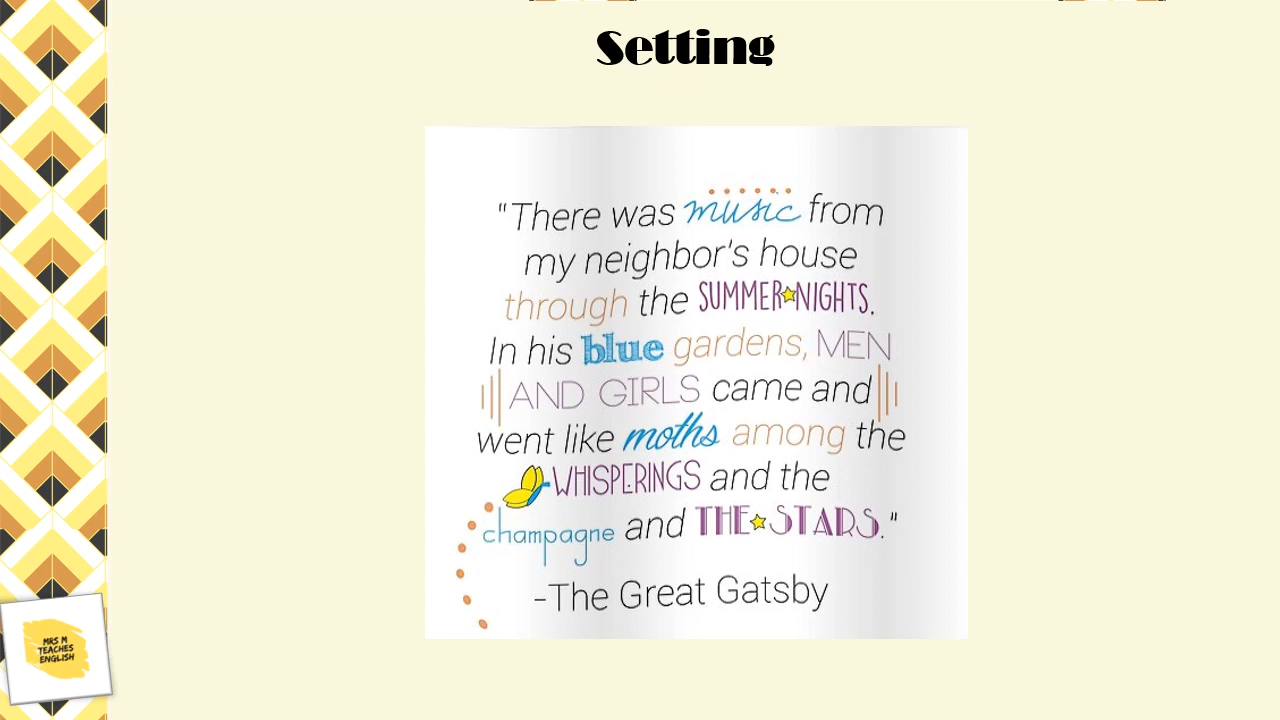 Setting
"There was music from
my neighbor's house
through the SUMMER NIGHTS.
In his blue gardens, MEN
AND GIRLS came and
went like moths among the
WHISPERINGS and the
champagne and THE STARS."
-The Great Gatsby
MRS M
TEACHES
ENGLISH